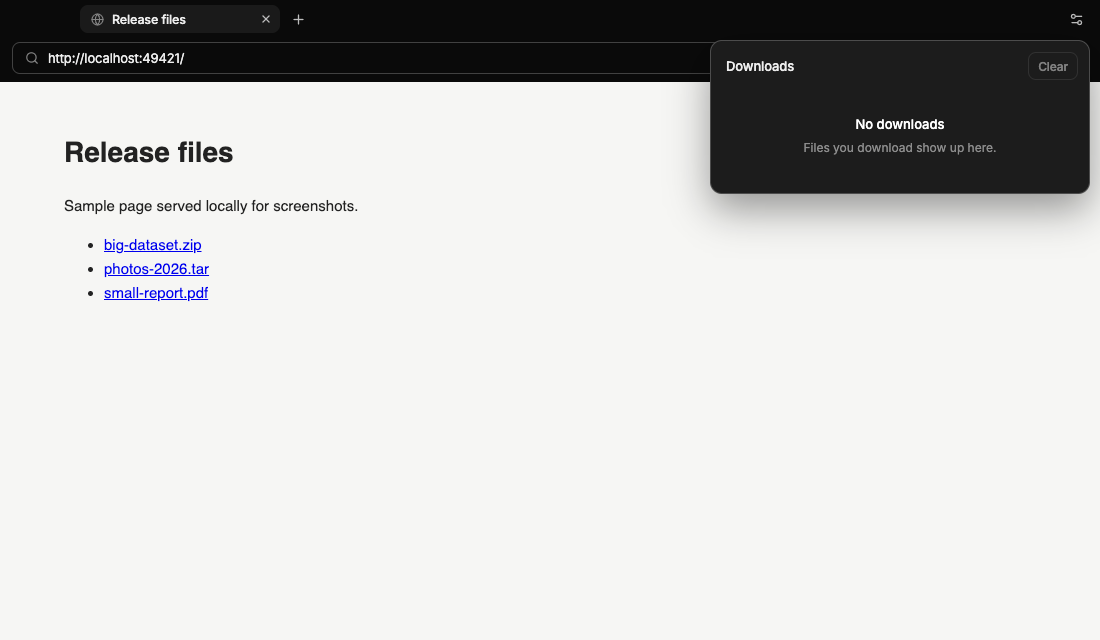 Release files
http://localhost:49421/
Downloads
Clear
No downloads
Files you download show up here.
Release files
Sample page served locally for screenshots.
big-dataset.zip
photos-2026.tar
small-report.pdf